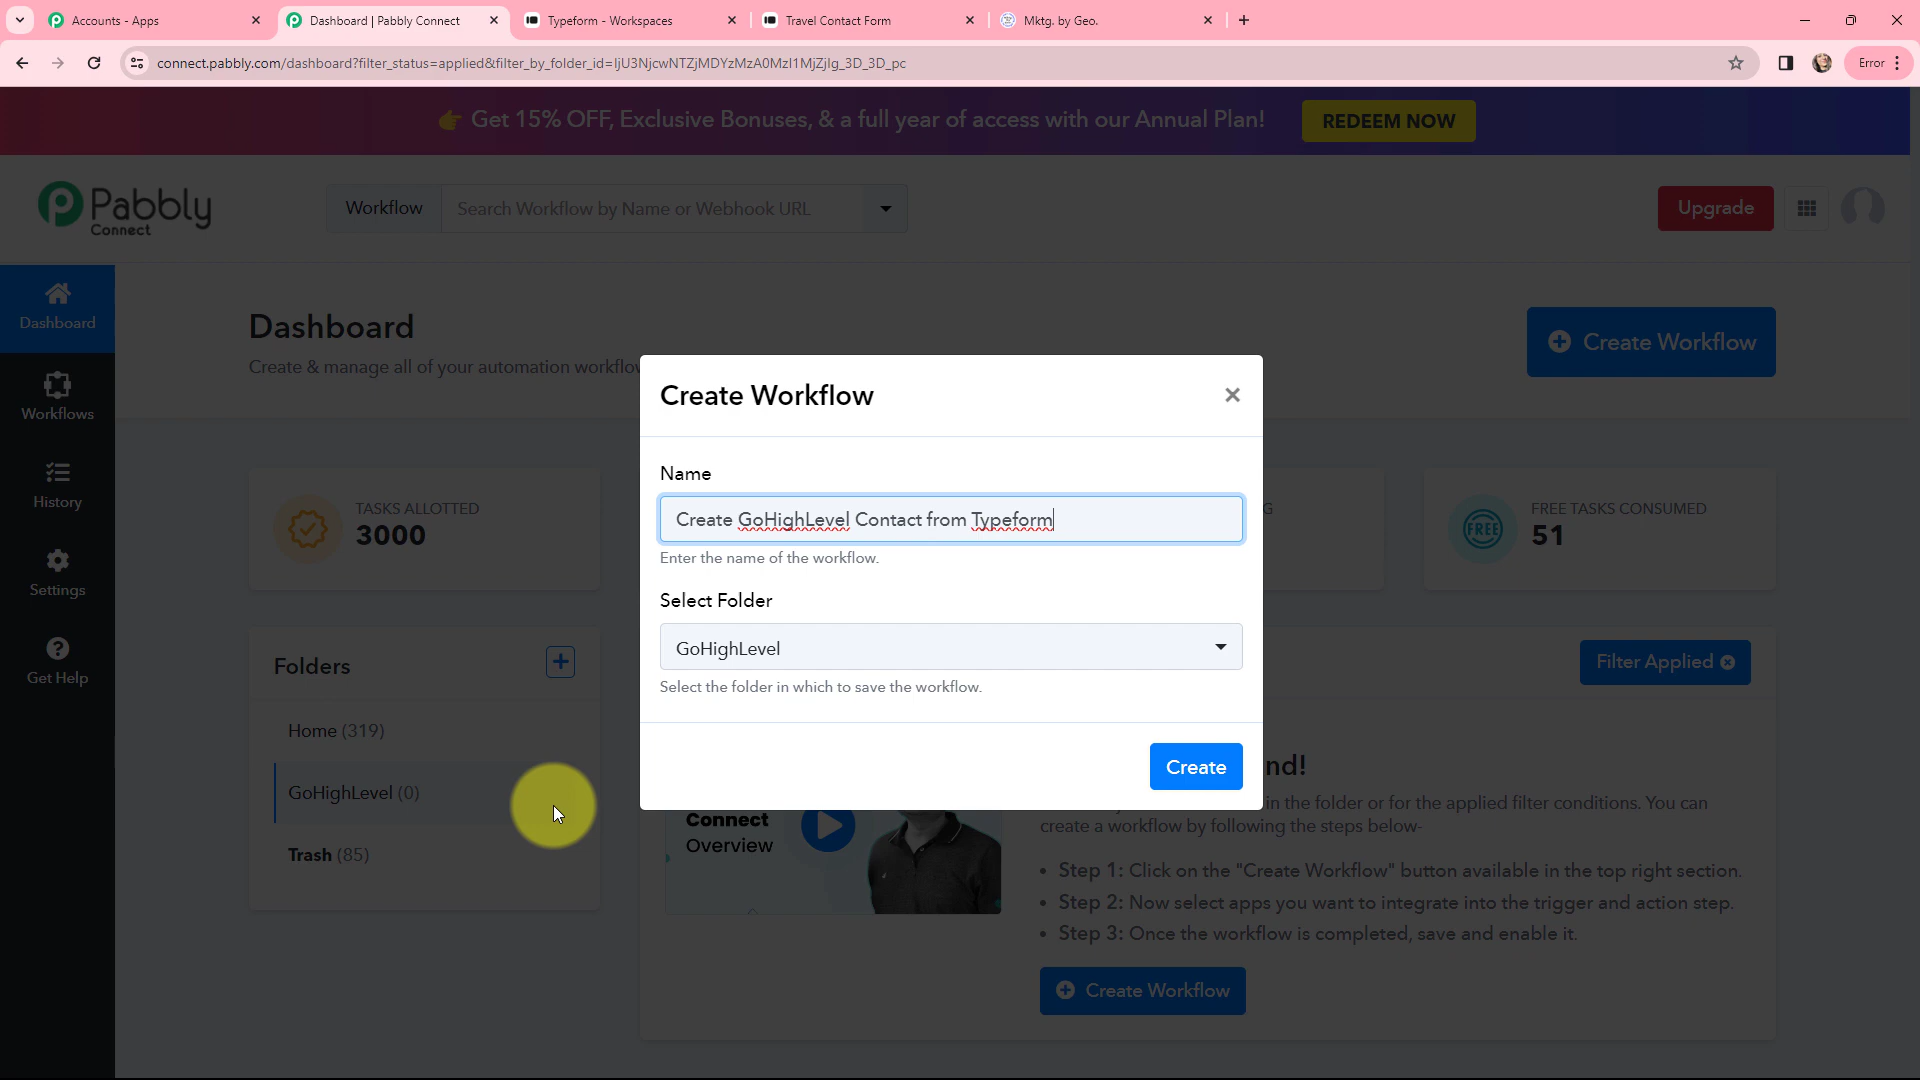 Accounts - Apps
Dashboard | Pabbly Connect
Typeform - Workspaces
Travel Contact Form
Mktg. by Geo.
connect.pabbly.com/dashboard?filter_status=applied&filter_by_folder_id=IjU3NjcwNTZjMDYzMzA0MzI1MjZjIg_3D_3D_pc
Error
👉 Get 15% OFF, Exclusive Bonuses, & a full year of access with our Annual Plan!
REDEEM NOW
Pabbly
Connect
Workflow
Search Workflow by Name or Webhook URL
Upgrade
Dashboard
Workflows
History
Settings
Get Help
Dashboard
Create & manage all of your automation workflo
Create Workflow
TASKS ALLOTTED
3000
G
FREE
FREE TASKS CONSUMED
51
Folders
Home (319)
GoHighLevel (0)
Trash (85)
Filter Applied
Create Workflow
Name
Create GoHighLevel Contact from Typeform
Enter the name of the workflow.
Select Folder
GoHighLevel
Select the folder in which to save the workflow.
Create
nd!
in the folder or for the applied filter conditions. You can
create a workflow by following the steps below-
Connect
Overview
• Step 1: Click on the "Create Workflow" button available in the top right section.
• Step 2: Now select apps you want to integrate into the trigger and action step.
• Step 3: Once the workflow is completed, save and enable it.
Create Workflow